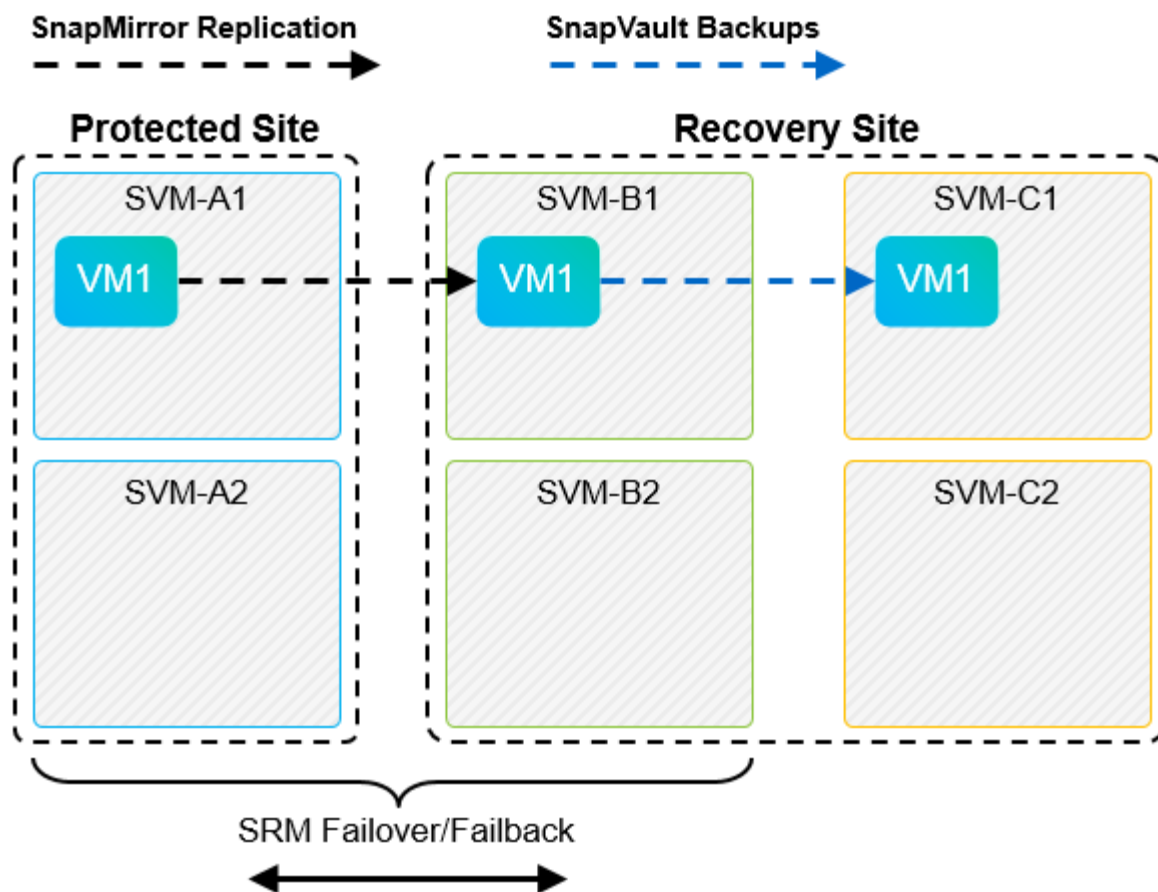 SnapMirror Replication
SnapVault Backups
Protected Site
Recovery Site
SVM-A1
SVM-B1
SVM-C1
VM1
VM1
VM1
SVM-A2
SVM-B2
SVM-C2
SRM Failover/Failback